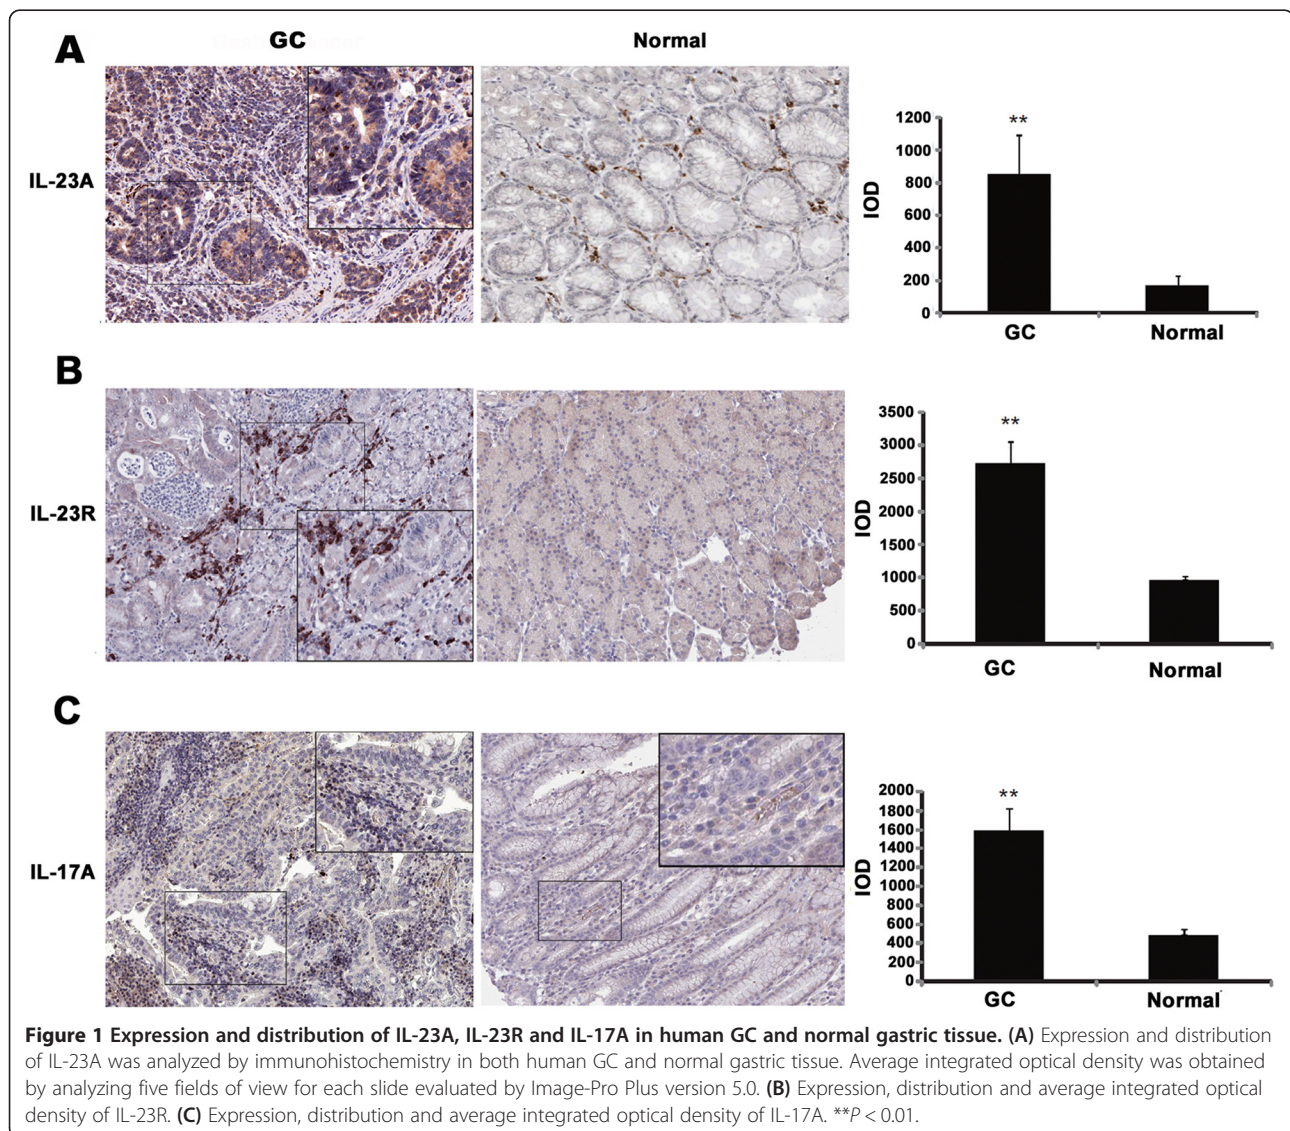 A
GC
Normal
IL-23A
1200
1000
800
600
400
200
0
IOD
**
GC
Normal
B
IL-23R
3500
3000
2500
2000
1500
1000
500
0
IOD
**
GC
Normal
C
IL-17A
2000
1800
1600
1400
1200
1000
800
600
400
200
0
IOD
**
GC
Normal
Figure 1 Expression and distribution of IL-23A, IL-23R and IL-17A in human GC and normal gastric tissue. (A) Expression and distribution
of IL-23A was analyzed by immunohistochemistry in both human GC and normal gastric tissue. Average integrated optical density was obtained
by analyzing five fields of view for each slide evaluated by Image-Pro Plus version 5.0. (B) Expression, distribution and average integrated optical
density of IL-23R. (C) Expression, distribution and average integrated optical density of IL-17A. **P < 0.01.